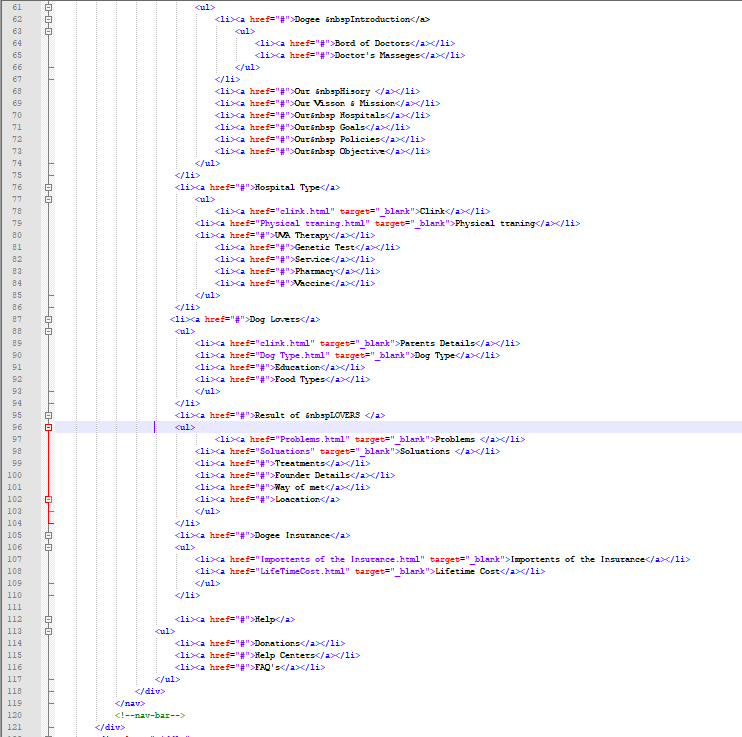 61 <ul>
62 <li><a href="#">Dogee &nbspIntroduction</a>
63 <ul>
64 <li><a href="#">Bord of Doctors</a></li>
65 <li><a href="#">Doctor's Masseges</a></li>
66 </ul>
67 </li>
68 <li><a href="#">Our &nbspHisory </a></li>
69 <li><a href="#">Our Visson & Mission</a></li>
70 <li><a href="#">Our&nbsp Hospitals</a></li>
71 <li><a href="#">Our&nbsp Goals</a></li>
72 <li><a href="#">Our&nbsp Policies</a></li>
73 <li><a href="#">Our&nbsp Objective</a></li>
74 </ul>
75 </li>
76 <li><a href="#">Hospital Type</a>
77 <ul>
78 <li><a href="clink.html" target="_blank">Clink</a></li>
79 <li><a href="Physical traning.html" target="_blank">Physical traning</a></li>
80 <li><a href="#">UVA Therapy</a></li>
81 <li><a href="#">Genetic Test</a></li>
82 <li><a href="#">Service</a></li>
83 <li><a href="#">Pharmacy</a></li>
84 <li><a href="#">Vaccine</a></li>
85 </ul>
86 </li>
87 <li><a href="#">Dog Lovers</a>
88 <ul>
89 <li><a href="clink.html" target="_blank">Parents Details</a></li>
90 <li><a href="Dog Type.html" target="_blank">Dog Type</a></li>
91 <li><a href="#">Education</a></li>
92 <li><a href="#">Food Types</a></li>
93 </ul>
94 </li>
95 <li><a href="#">Result of &nbspLOVERS </a>
96 <ul>
97 <li><a href="Problems.html" target="_blank">Problems </a></li>
98 <li><a href="Soluations" target="_blank">Soluations </a></li>
99 <li><a href="#">Treatments</a></li>
100 <li><a href="#">Founder Details</a></li>
101 <li><a href="#">Way of met</a></li>
102 <li><a href="#">Loacation</a>
103 </ul>
104 </li>
105 <li><a href="#">Dogee Insurance</a>
106 <ul>
107 <li><a href="Importents of the Insurance.html" target="_blank">Importents of the Insurance</a></li>
108 <li><a href="LifeTimeCost.html" target="_blank">Lifetime Cost</a></li>
109 </ul>
110 </li>
111
112 <li><a href="#">Help</a>
113 <ul>
114 <li><a href="#">Donations</a></li>
115 <li><a href="#">Help Centers</a></li>
116 <li><a href="#">FAQ's</a></li>
117 </ul>
118 </div>
119 </nav>
120 <!--nav-bar-->
121 </div>